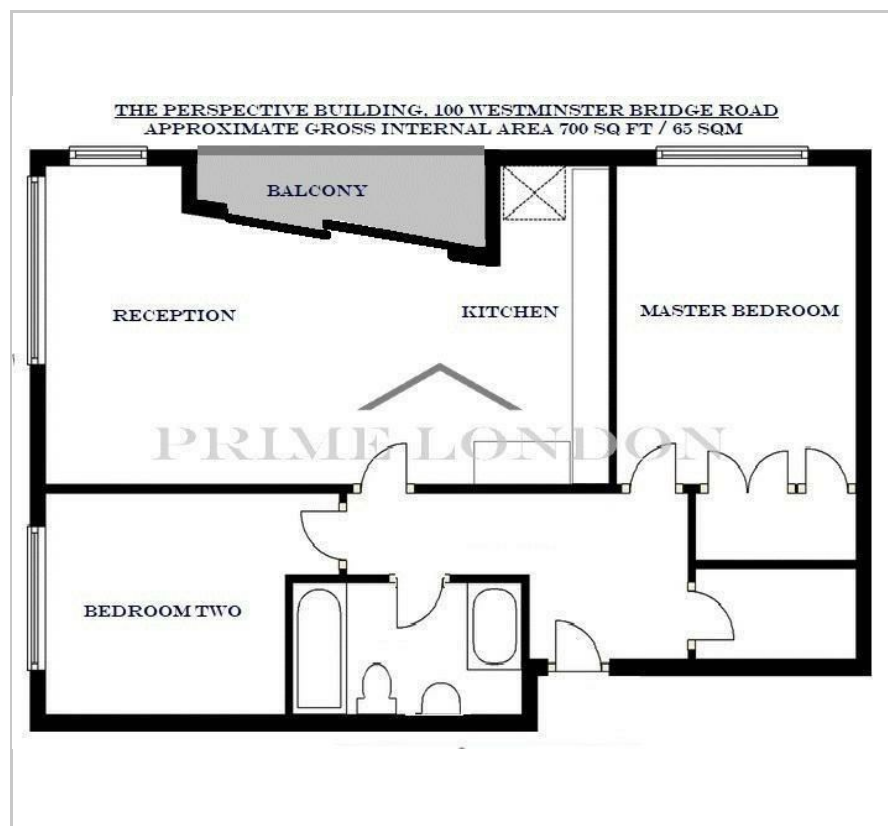 THE PERSPECTIVE BUILDING, 100 WESTMINSTER BRIDGE ROAD
APPROXIMATE GROSS INTERNAL AREA 700 SQ FT / 65 SQM
BALCONY
RECEPTION
KITCHEN
MASTER BEDROOM
PRIME LONDON
BEDROOM TWO